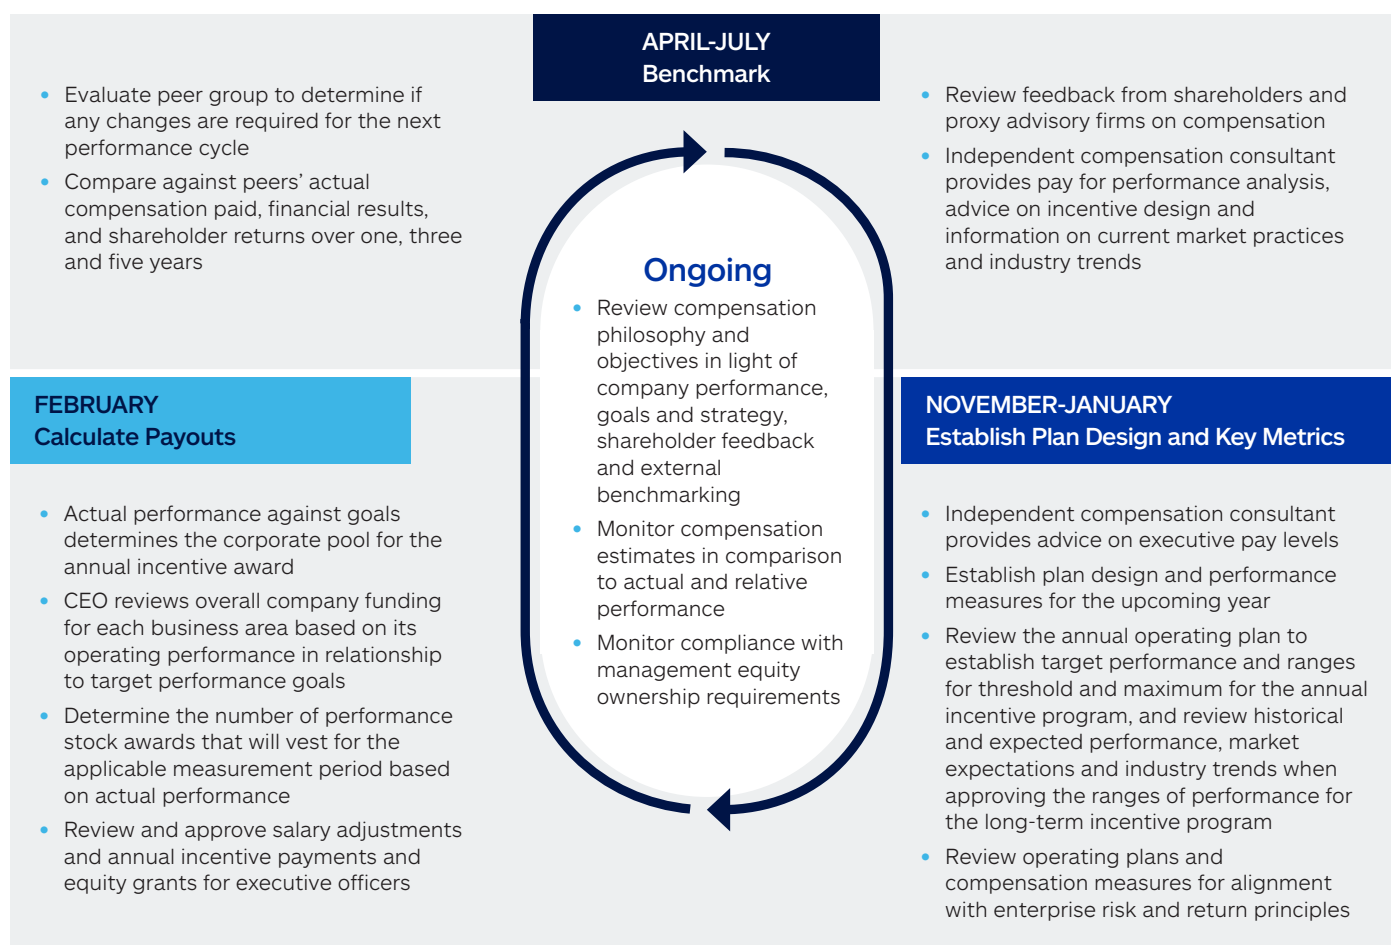 APRIL-JULY
Benchmark
• Evaluate peer group to determine if
any changes are required for the next
performance cycle
• Compare against peers’ actual
compensation paid, financial results,
and shareholder returns over one, three
and five years
• Review feedback from shareholders and
proxy advisory firms on compensation
• Independent compensation consultant
provides pay for performance analysis,
advice on incentive design and
information on current market practices
and industry trends
Ongoing
• Review compensation
philosophy and
objectives in light of
company performance,
goals and strategy,
shareholder feedback
and external
benchmarking
• Monitor compensation
estimates in comparison
to actual and relative
performance
• Monitor compliance with
management equity
ownership requirements
FEBRUARY
Calculate Payouts
• Actual performance against goals
determines the corporate pool for the
annual incentive award
• CEO reviews overall company funding
for each business area based on its
operating performance in relationship
to target performance goals
• Determine the number of performance
stock awards that will vest for the
applicable measurement period based
on actual performance
• Review and approve salary adjustments
and annual incentive payments and
equity grants for executive officers
NOVEMBER-JANUARY
Establish Plan Design and Key Metrics
• Independent compensation consultant
provides advice on executive pay levels
• Establish plan design and performance
measures for the upcoming year
• Review the annual operating plan to
establish target performance and ranges
for threshold and maximum for the annual
incentive program, and review historical
and expected performance, market
expectations and industry trends when
approving the ranges of performance for
the long-term incentive program
• Review operating plans and
compensation measures for alignment
with enterprise risk and return principles